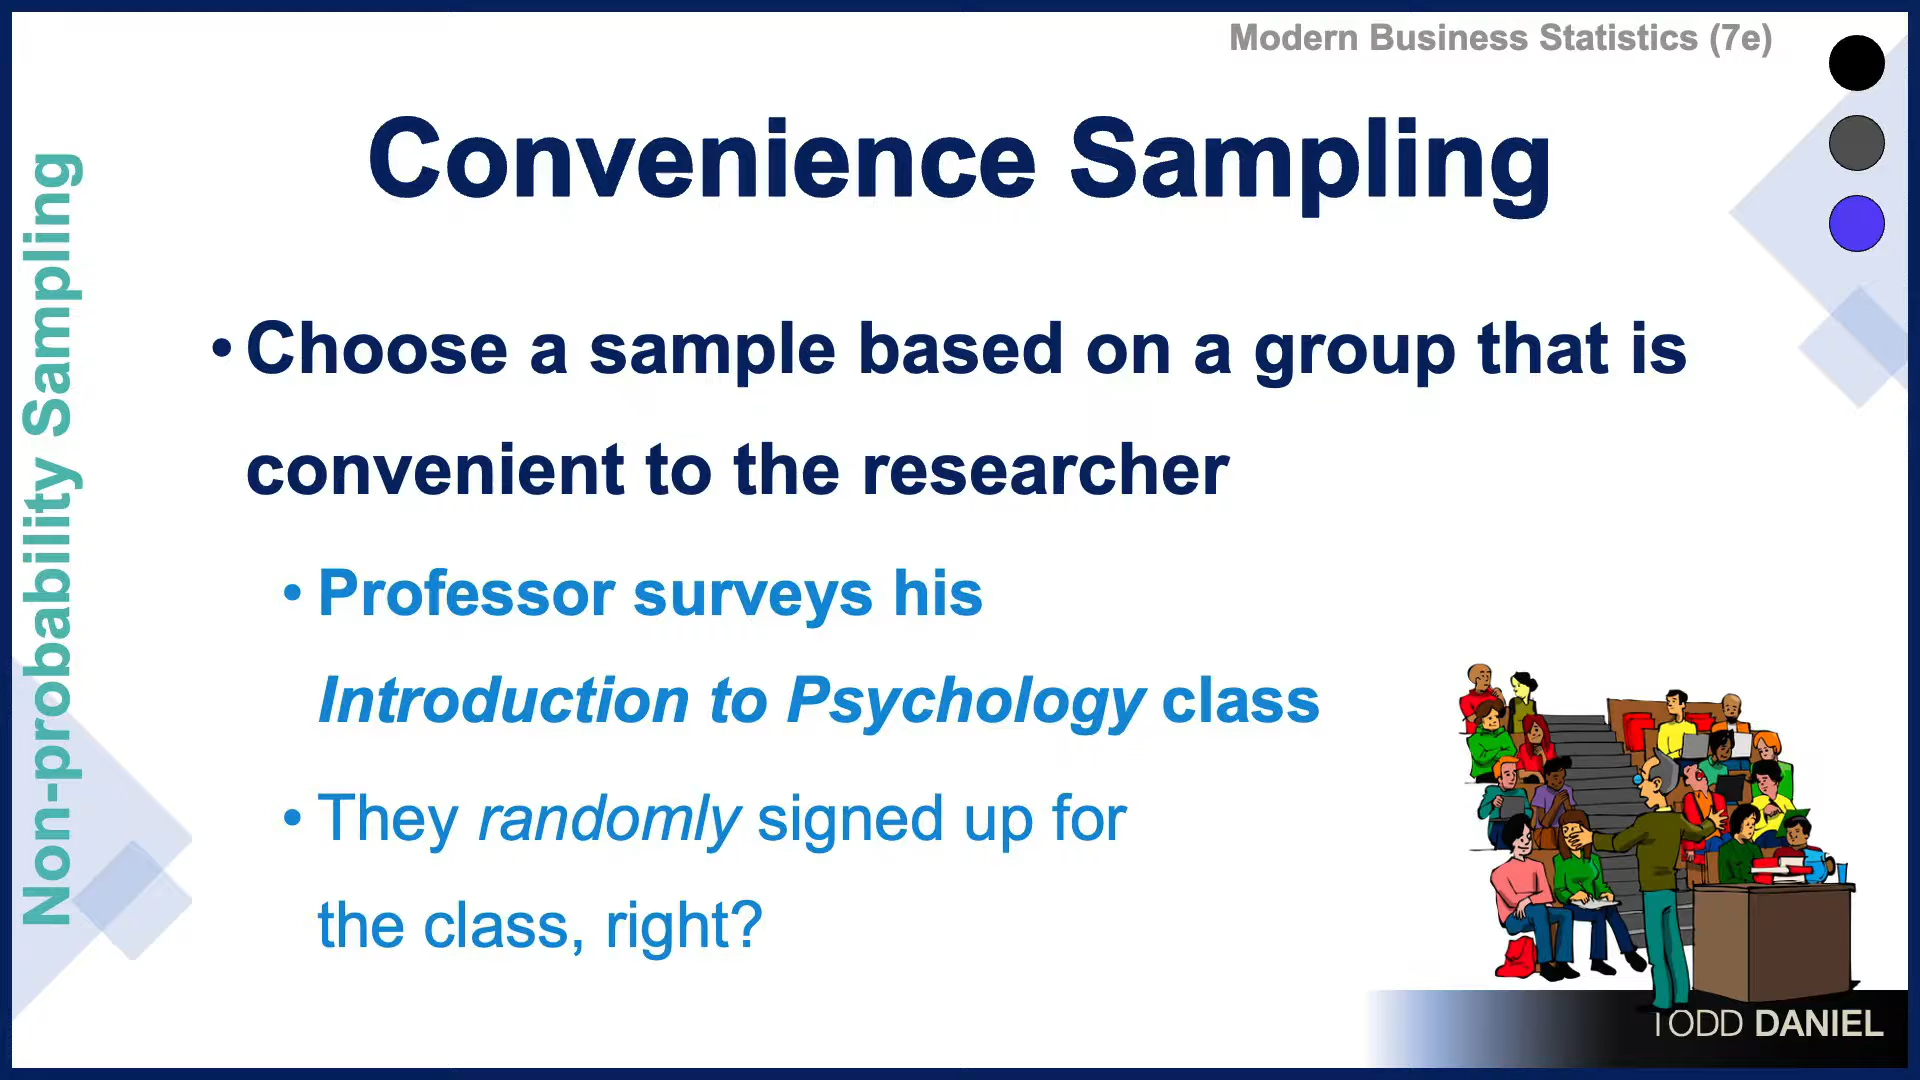 Modern Business Statistics (7e)
Convenience Sampling
Non-probability Sampling
• Choose a sample based on a group that is
convenient to the researcher
• Professor surveys his
Introduction to Psychology class
• They randomly signed up for
the class, right?
TODD DANIEL